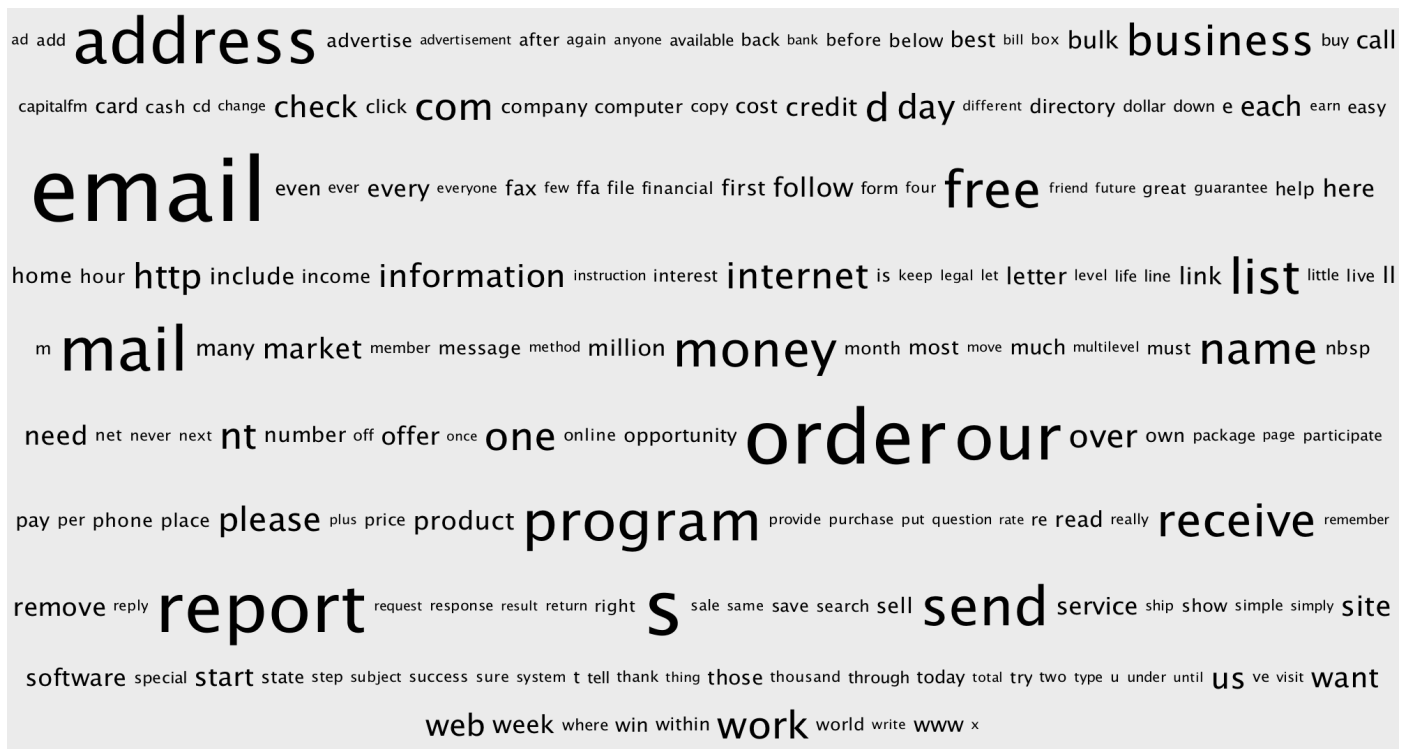 ad add address advertise advertisement after again anyone available back bank before below best bill box bulk business buy call
capitalfm card cash cd change check click com company computer copy cost credit d day different directory dollar down e each earn easy
email even ever every everyone fax few ffa file financial first follow form four free friend future great guarantee help here
home hour http include income information instruction interest internet is keep legal let letter level life line link list little live ll
m mail many market member message method million money month most move much multilevel must name nbsp
need net never next nt number off offer once one online opportunity order our over own package page participate
pay per phone place please plus price product program provide purchase put question rate re read really receive remember
remove reply report request response result return right s sale same save search sell send service ship show simple simply site
software special start state step subject success sure system t tell thank thing those thousand through today total try two type u under until us ve visit want
web week where win within work world write www x